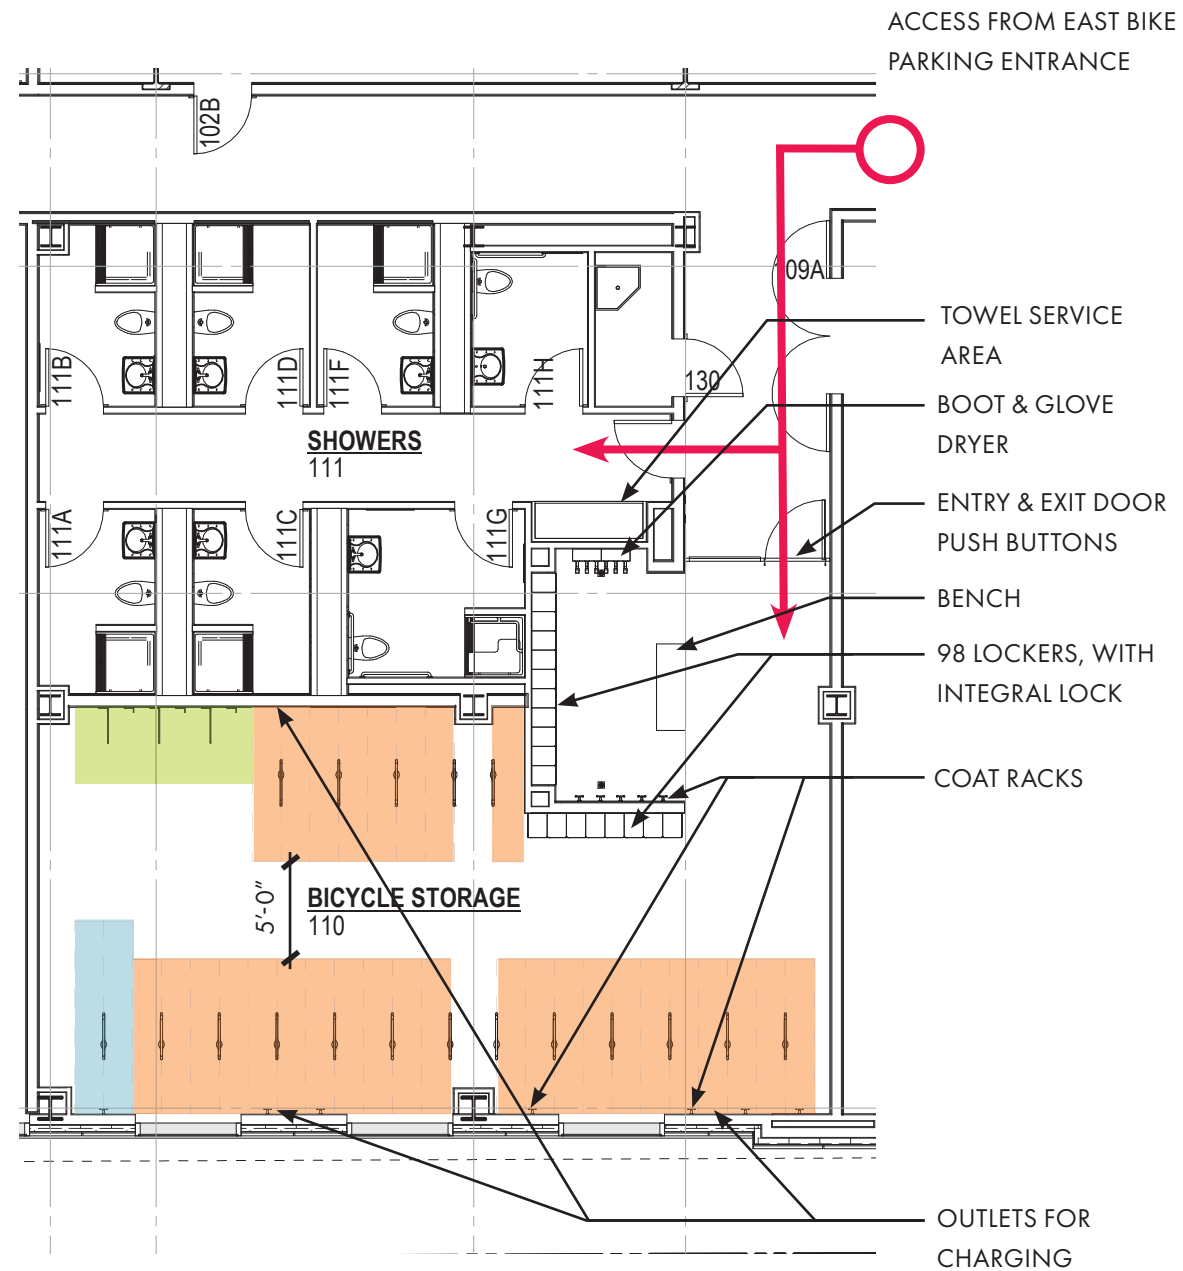 ACCESS FROM EAST BIKE
PARKING ENTRANCE
102B
109A
TOWEL SERVICE
AREA
111B
111D
111F
111H
130
BOOT & GLOVE
DRYER
SHOWERS
111
111A
111C
111G
ENTRY & EXIT DOOR
PUSH BUTTONS
BENCH
98 LOCKERS, WITH
INTEGRAL LOCK
COAT RACKS
5'-0"
BICYCLE STORAGE
110
OUTLETS FOR
CHARGING